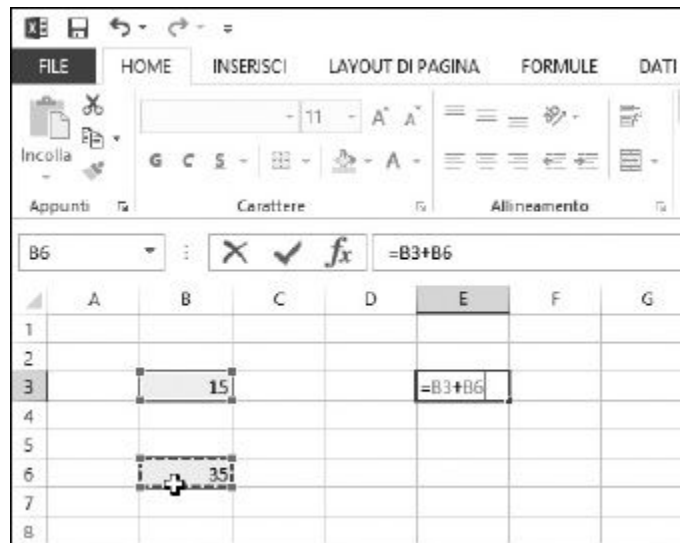 FILE HOME INSERISCI LAYOUT DI PAGINA FORMULE DATI
11 A A
Incolla
G C S A
Appunti Carattere Allineamento
B6 fx =B3+B6
A B C D E F G
1
2
3 15 =B3+B6
4
5
6 35
7
8